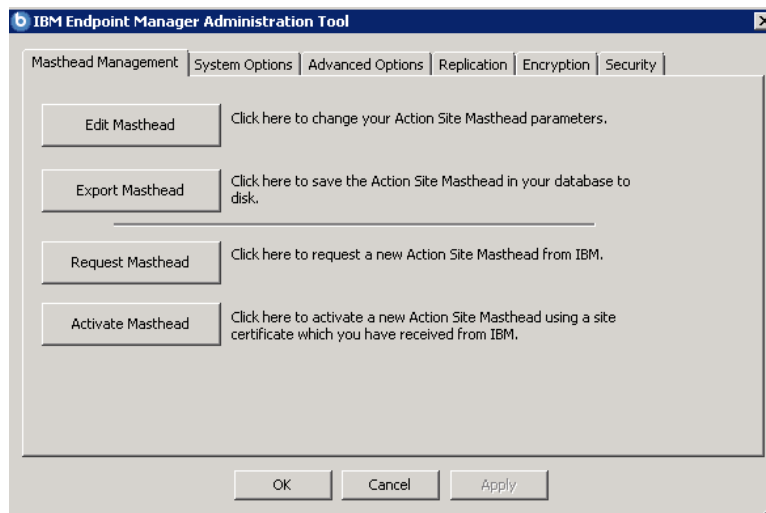 IBM Endpoint Manager Administration Tool
Masthead Management System Options Advanced Options Replication Encryption Security
Edit Masthead
Click here to change your Action Site Masthead parameters.
Export Masthead
Click here to save the Action Site Masthead in your database to
disk.
Request Masthead
Click here to request a new Action Site Masthead from IBM.
Activate Masthead
Click here to activate a new Action Site Masthead using a site
certificate which you have received from IBM.
OK Cancel Apply